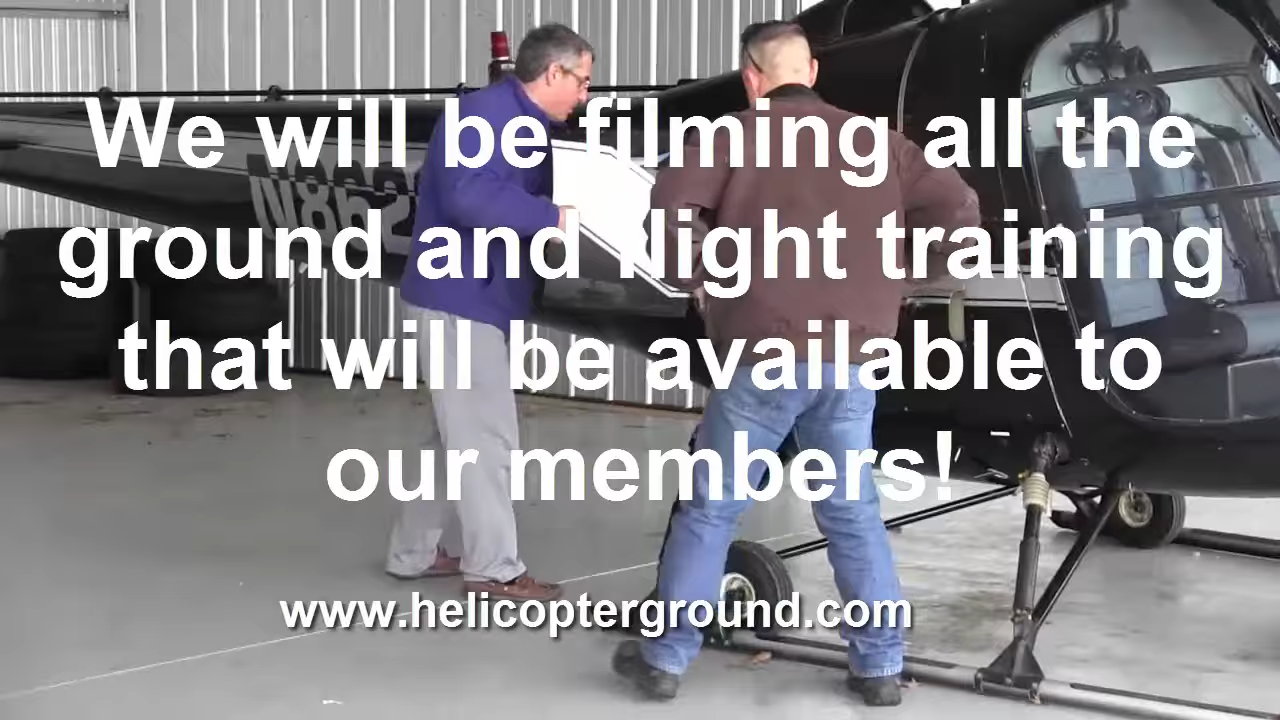 We will be filming all the
ground and flight training
that will be available to
our members!
www.helicopterground.com